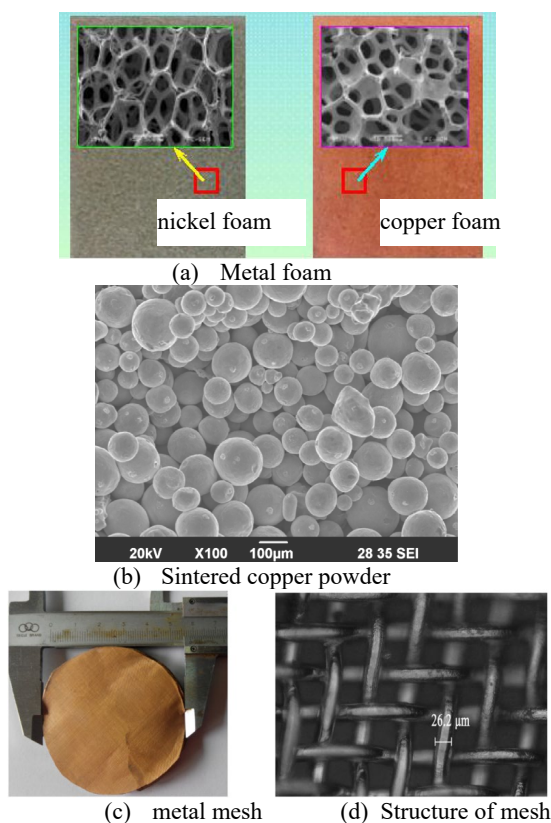 nickel foam
copper foam
(a) Metal foam
20kV X100 100μm 28 35 SEI
(b) Sintered copper powder
26.2 μm
(c) metal mesh
(d) Structure of mesh